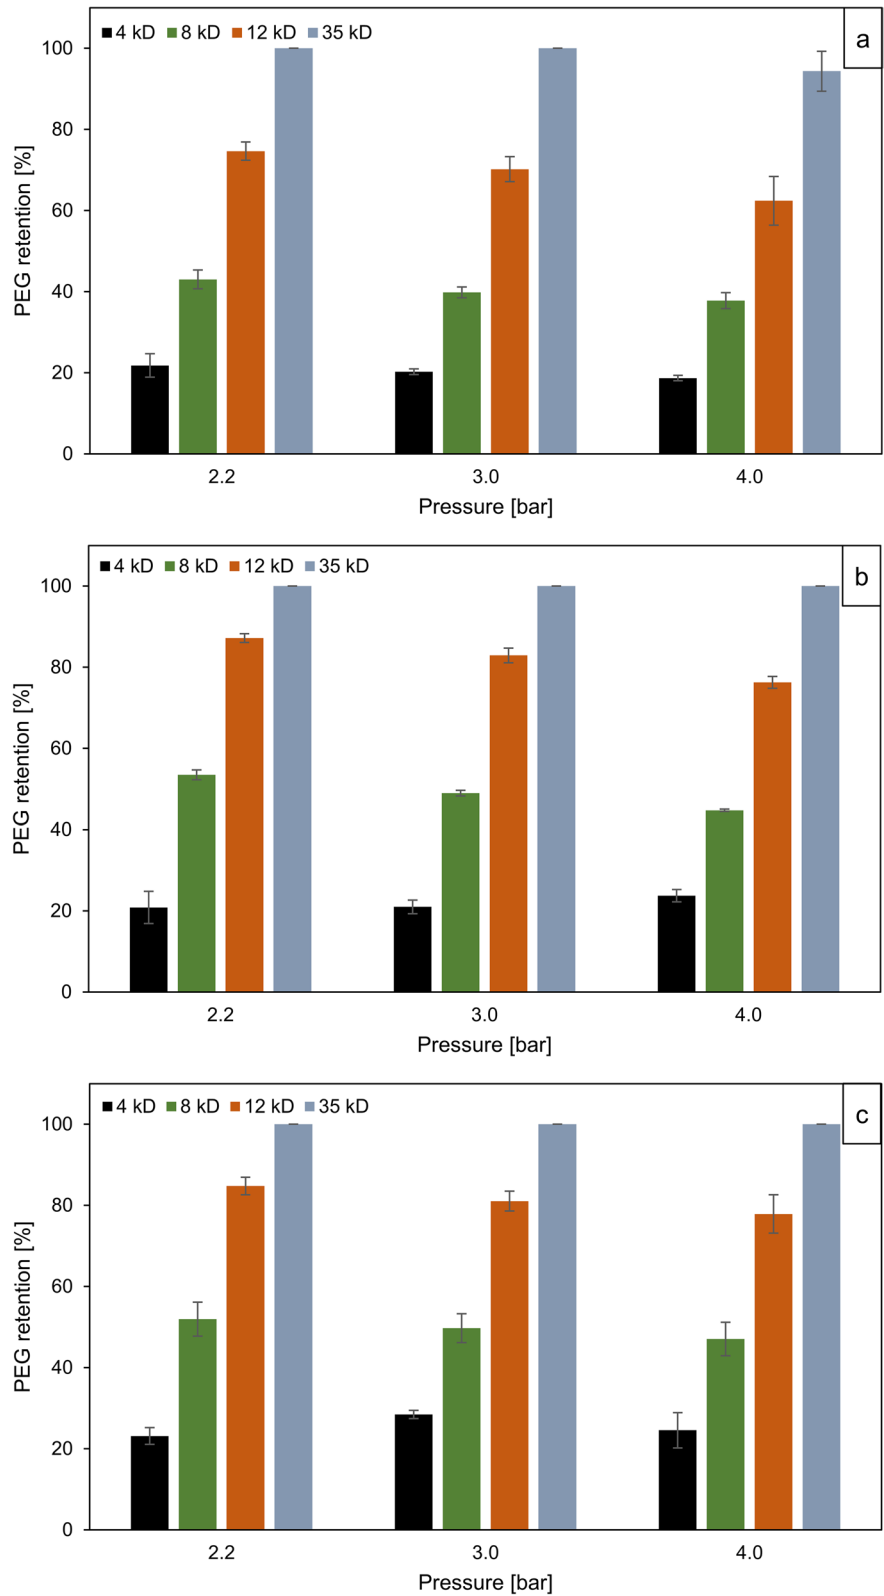 4 kD 8 kD 12 kD 35 kD
a
100
80
60
40
20
0
PEG retention [%]
2.2 3.0 4.0
Pressure [bar]
4 kD 8 kD 12 kD 35 kD
b
100
80
60
40
20
0
PEG retention [%]
2.2 3.0 4.0
Pressure [bar]
4 kD 8 kD 12 kD 35 kD
c
100
80
60
40
20
0
PEG retention [%]
2.2 3.0 4.0
Pressure [bar]